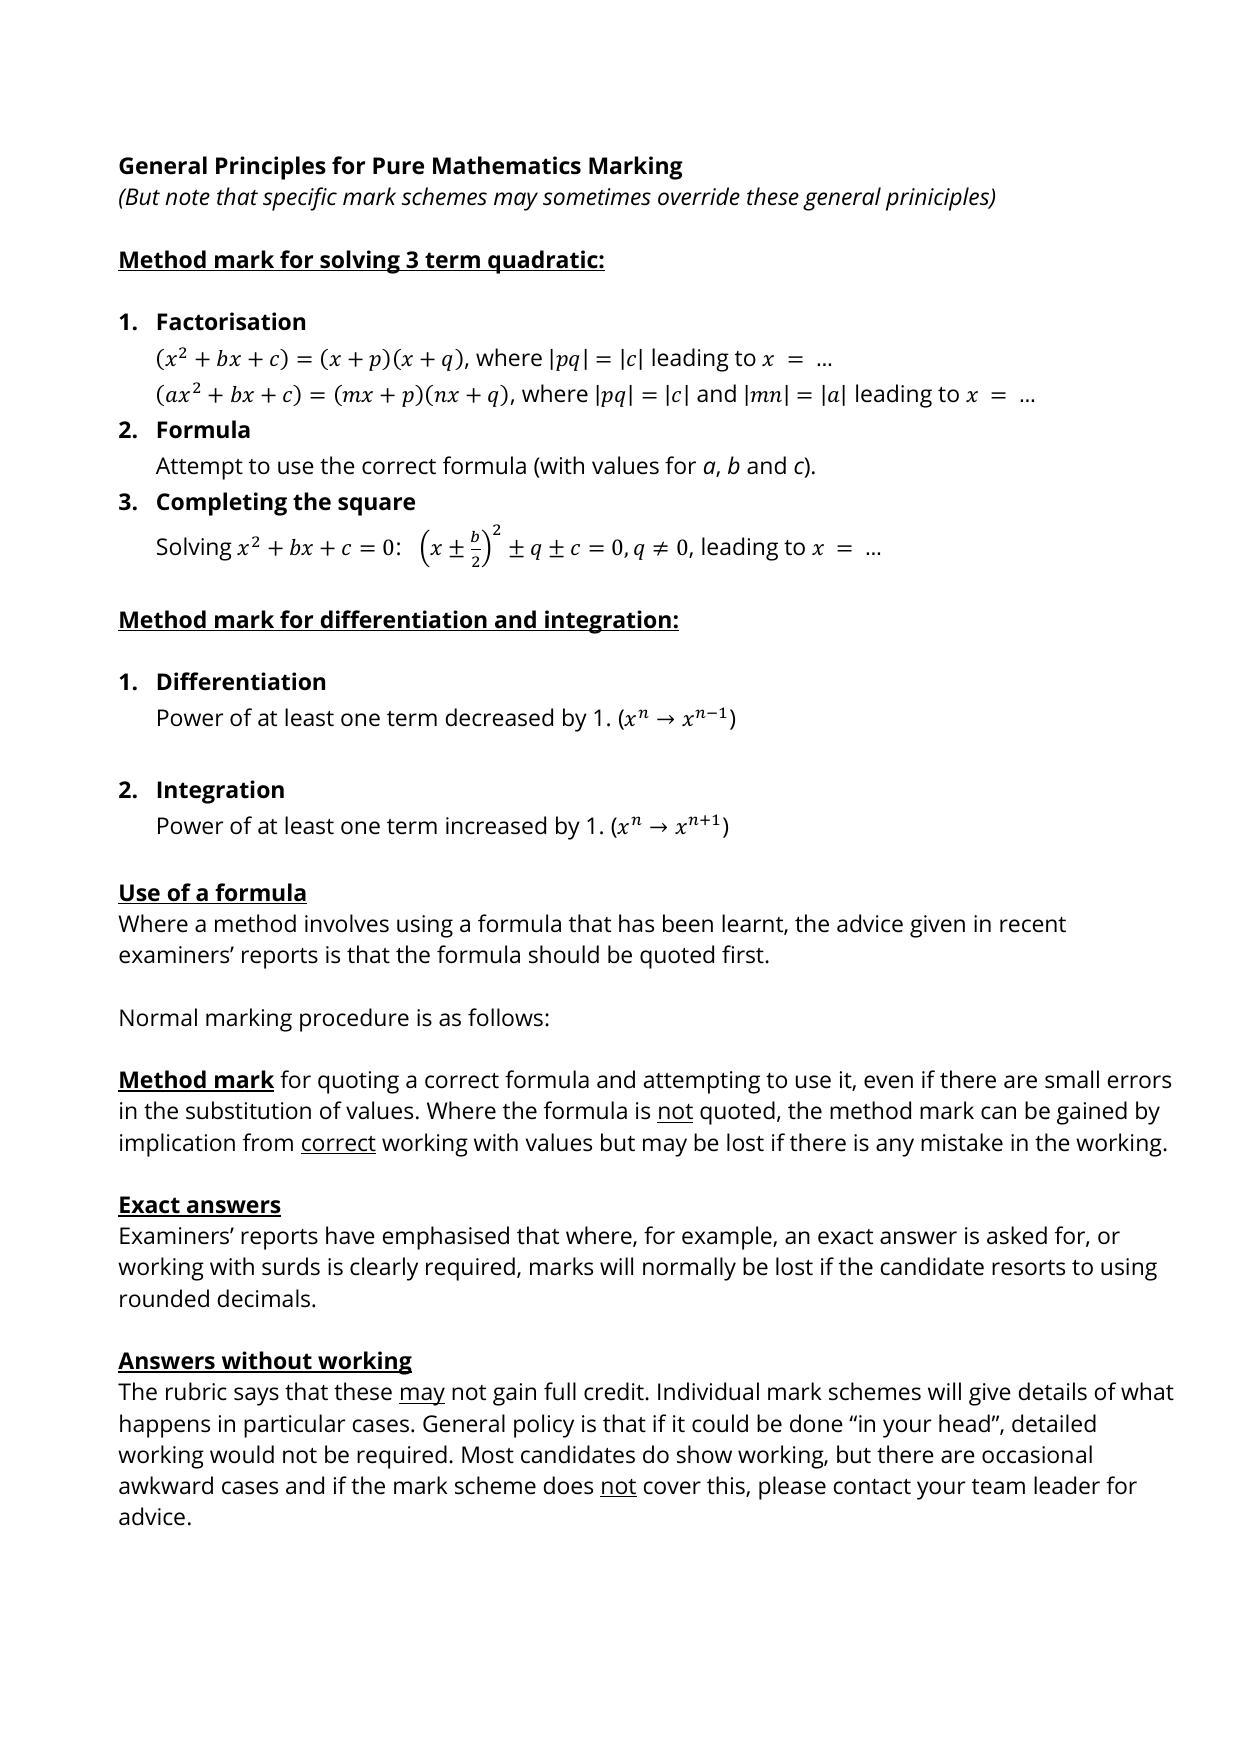 General Principles for Pure Mathematics Marking
(But note that specific mark schemes may sometimes override these general priniciples)
Method mark for solving 3 term quadratic:
1. Factorisation
(x² + bx + c) = (x + p)(x + q), where |pq| = |c| leading to x = ...
(ax² + bx + c) = (mx + p)(nx + q), where |pq| = |c| and |mn| = |a| leading to x = ...
2. Formula
Attempt to use the correct formula (with values for a, b and c).
3. Completing the square
Solving x² + bx + c = 0: (x ± b/2)² ± q ± c = 0, q ≠ 0, leading to x = ...
Method mark for differentiation and integration:
1. Differentiation
Power of at least one term decreased by 1. (xⁿ → xⁿ⁻¹)
2. Integration
Power of at least one term increased by 1. (xⁿ → xⁿ⁺¹)
Use of a formula
Where a method involves using a formula that has been learnt, the advice given in recent
examiners’ reports is that the formula should be quoted first.
Normal marking procedure is as follows:
Method mark for quoting a correct formula and attempting to use it, even if there are small errors
in the substitution of values. Where the formula is not quoted, the method mark can be gained by
implication from correct working with values but may be lost if there is any mistake in the working.
Exact answers
Examiners’ reports have emphasised that where, for example, an exact answer is asked for, or
working with surds is clearly required, marks will normally be lost if the candidate resorts to using
rounded decimals.
Answers without working
The rubric says that these may not gain full credit. Individual mark schemes will give details of what
happens in particular cases. General policy is that if it could be done “in your head”, detailed
working would not be required. Most candidates do show working, but there are occasional
awkward cases and if the mark scheme does not cover this, please contact your team leader for
advice.